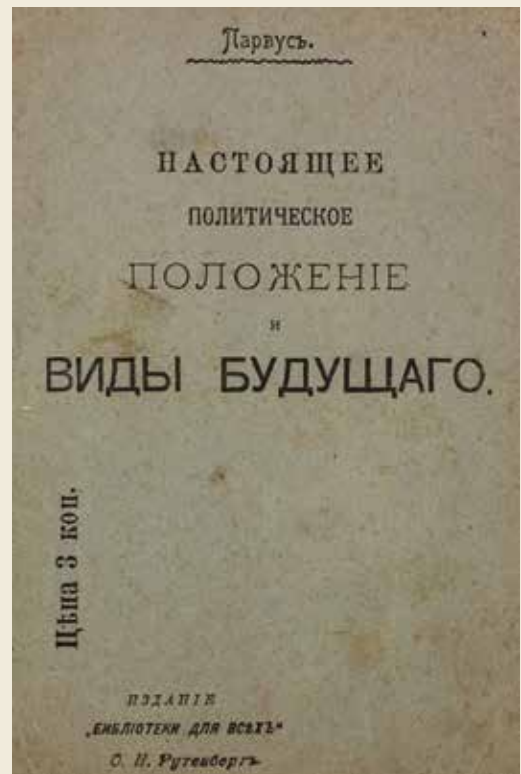 Парвусъ.
НАСТОЯЩЕЕ
ПОЛИТИЧЕСКОЕ
ПОЛОЖЕНІЕ
и
ВИДЫ БУДУЩАГО.
Цѣна 3 коп.
ИЗДАНІЕ
„БИБЛІОТЕКИ ДЛЯ ВСѢХЪ“
О. Н. Рутенбергъ